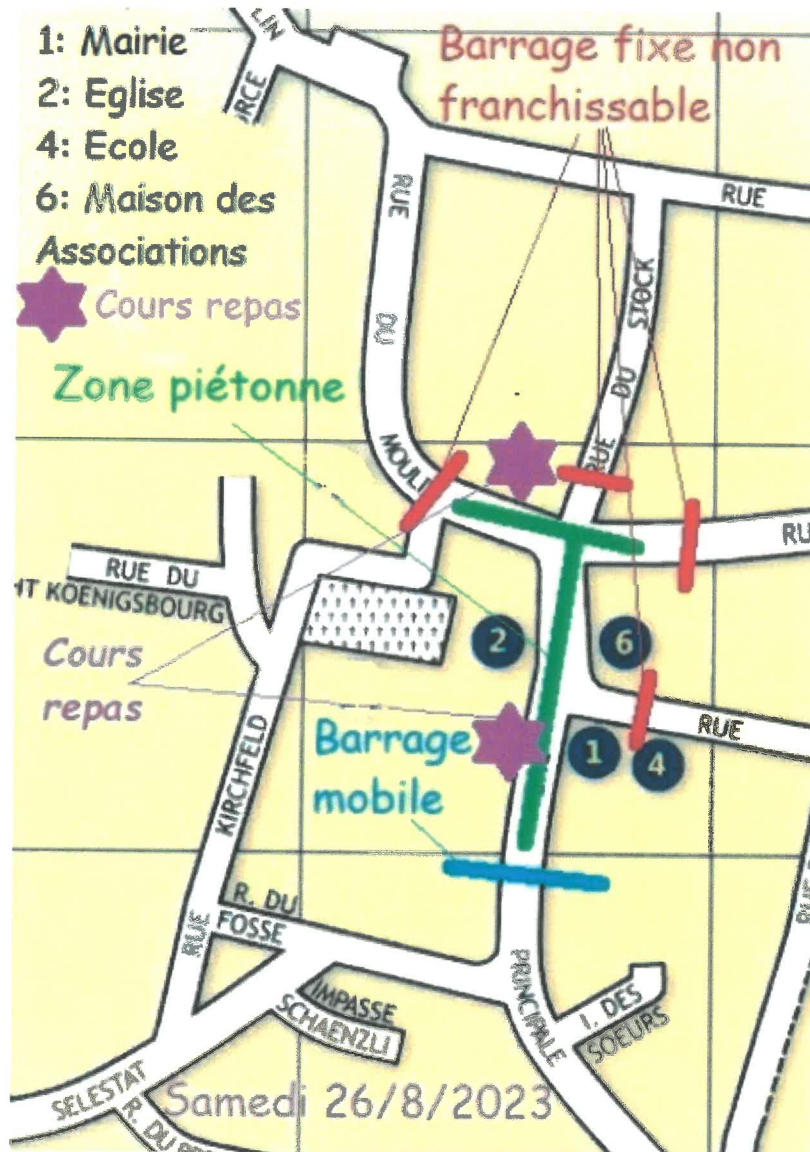 LIN
ORCE
1: Mairie
2: Eglise
4: Ecole
6: Maison des
Associations
Cours repas
Barrage fixe non
franchissable
RUE
RUE
DU
MOULI
RUE DU STOCK
Zone piétonne
RU
RUE DU
HT KOENIGSBOURG
2
6
Cours
repas
1
4
RUE
Barrage
mobile
RUE KIRCHFELD
R. DU
FOSSE
PRINCIPALE
IMPASSE
SCHAENZLI
I. DES
SOEURS
SELESTAT
Samedi 26/8/2023